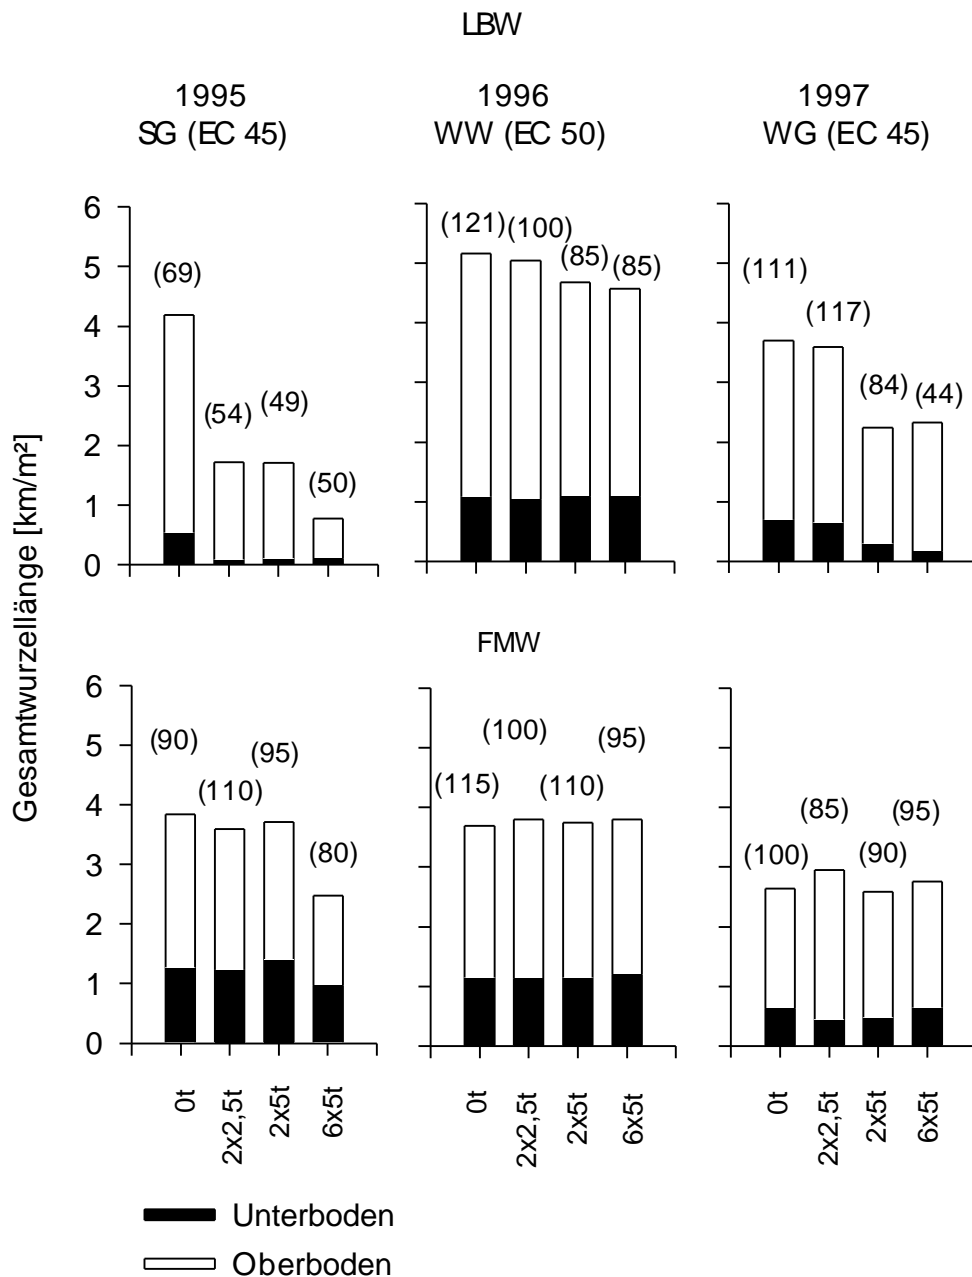 LBW
1995
SG (EC 45)
1996
WW (EC 50)
1997
WG (EC 45)
Gesamtwurzellänge [km/m²]
6
5
4
3
2
1
0
(69)
(54)
(49)
(50)
(121)
(100)
(85)
(85)
(111)
(117)
(84)
(44)
FMW
6
5
4
3
2
1
0
(90)
(110)
(95)
(80)
(115)
(100)
(110)
(95)
(100)
(85)
(90)
(95)
0t
2x2,5t
2x5t
6x5t
0t
2x2,5t
2x5t
6x5t
0t
2x2,5t
2x5t
6x5t
Unterboden
Oberboden